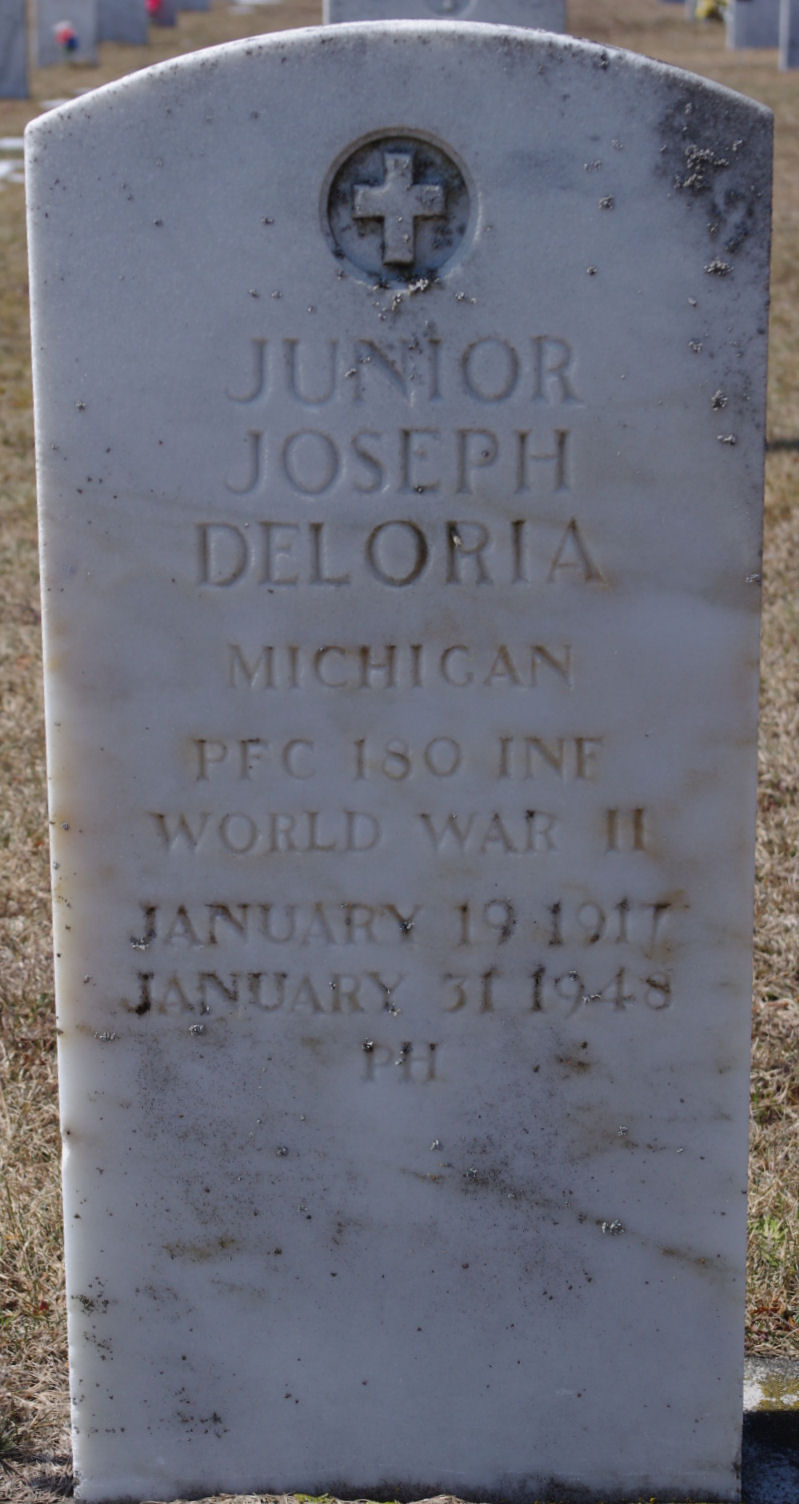 JUNIOR
JOSEPH
DELORIA
MICHIGAN
PFC 180 INF
WORLD WAR II
JANUARY 19 1917
JANUARY 31 1948
PH